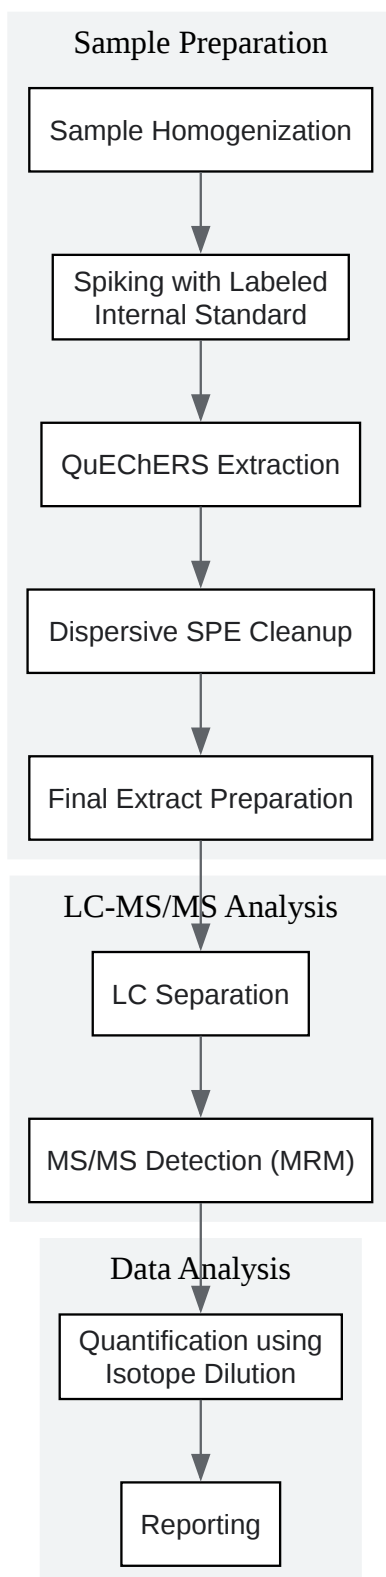 Sample Preparation
Sample Homogenization
Spiking with Labeled
Internal Standard
QuEChERS Extraction
Dispersive SPE Cleanup
Final Extract Preparation
LC-MS/MS Analysis
LC Separation
MS/MS Detection (MRM)
Data Analysis
Quantification using
Isotope Dilution
Reporting